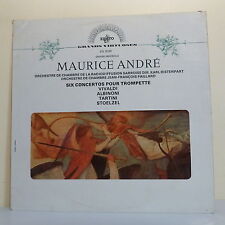 erato
GRANDS VIRTUOSES
MAURICE ANDRÉ
ORCHESTRE DE CHAMBRE DE LA RADIODIFFUSION SARROISE DIR. KARL RISTENPART
ORCHESTRE DE CHAMBRE JEAN-FRANÇOIS PAILLARD
SIX CONCERTOS POUR TROMPETTE
VIVALDI
ALBINONI
TARTINI
STOELZEL